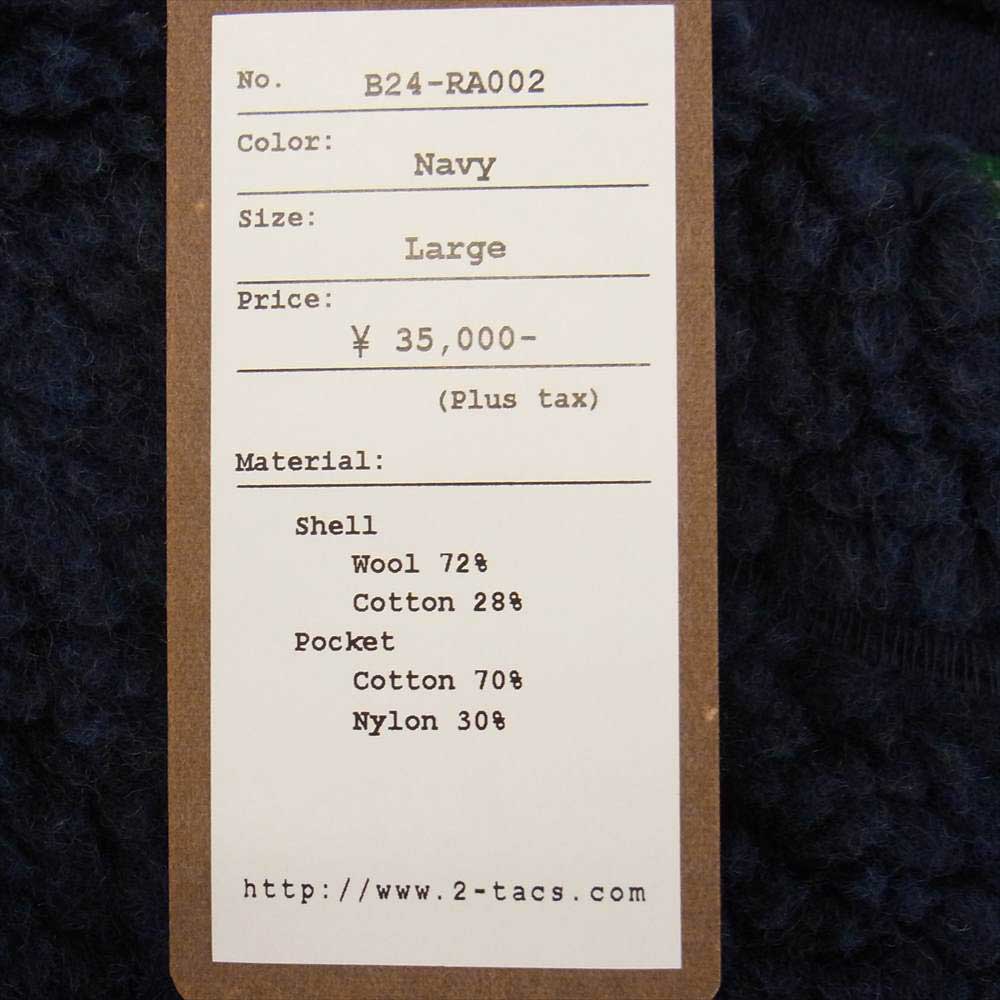 No. B24-RA002
Color:
Navy
Size:
Large
Price:
¥ 35,000-
(Plus tax)
Material:
Shell
Wool 72%
Cotton 28%
Pocket
Cotton 70%
Nylon 30%
http://www.2-tacs.com